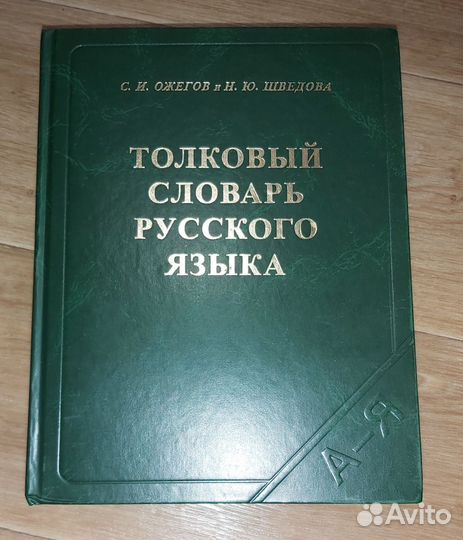 С. И. ОЖЕГОВ и Н. Ю. ШВЕДОВА
ТОЛКОВЫЙ
СЛОВАРЬ
РУССКОГО
ЯЗЫКА
А–Я
Avito